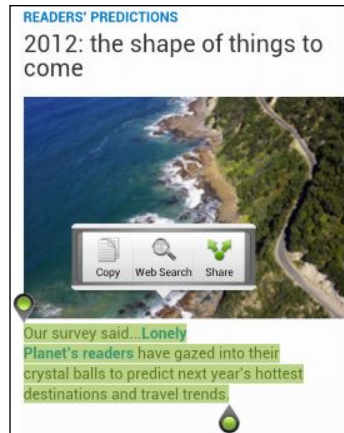 READERS' PREDICTIONS
2012: the shape of things to
come
Copy Web Search Share
Our survey said...Lonely
Planet's readers have gazed into their
crystal balls to predict next year's hottest
destinations and travel trends.